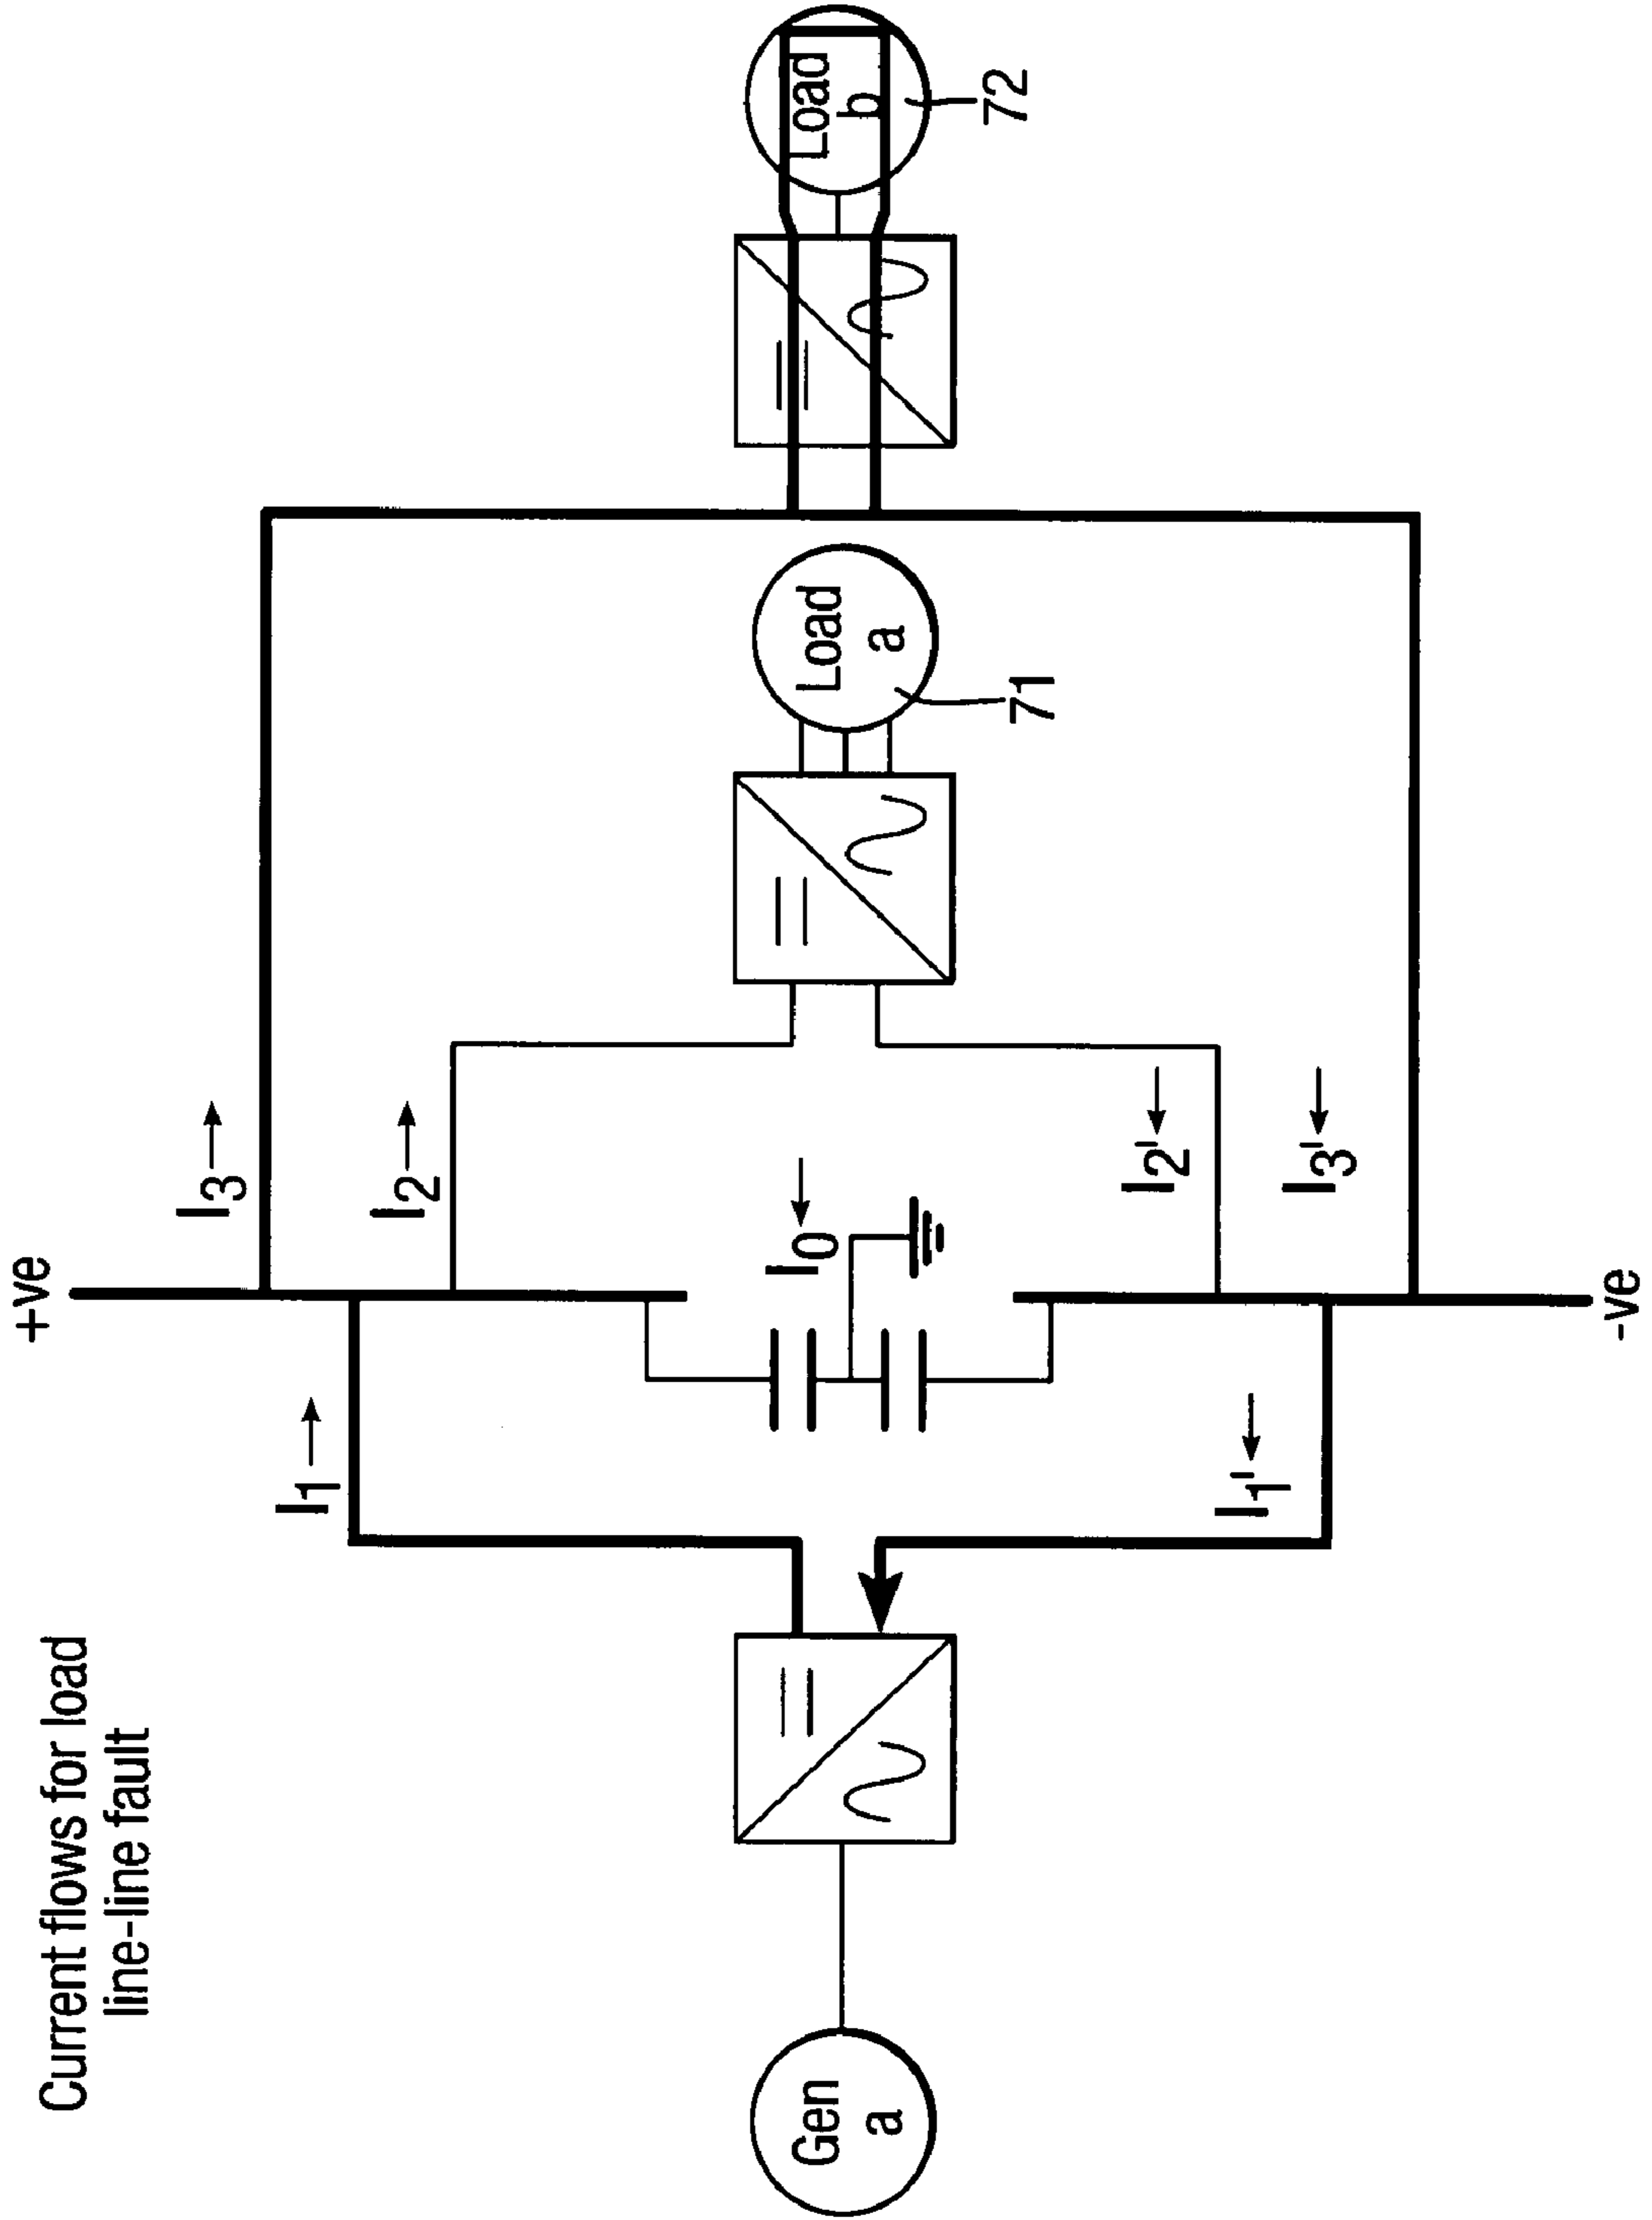 Current flows for load
line-line fault
+ve
I3
I2
I1
I0
I1'
I2'
I3'
-ve
Gen
a
Load
a
71
Load
b
72